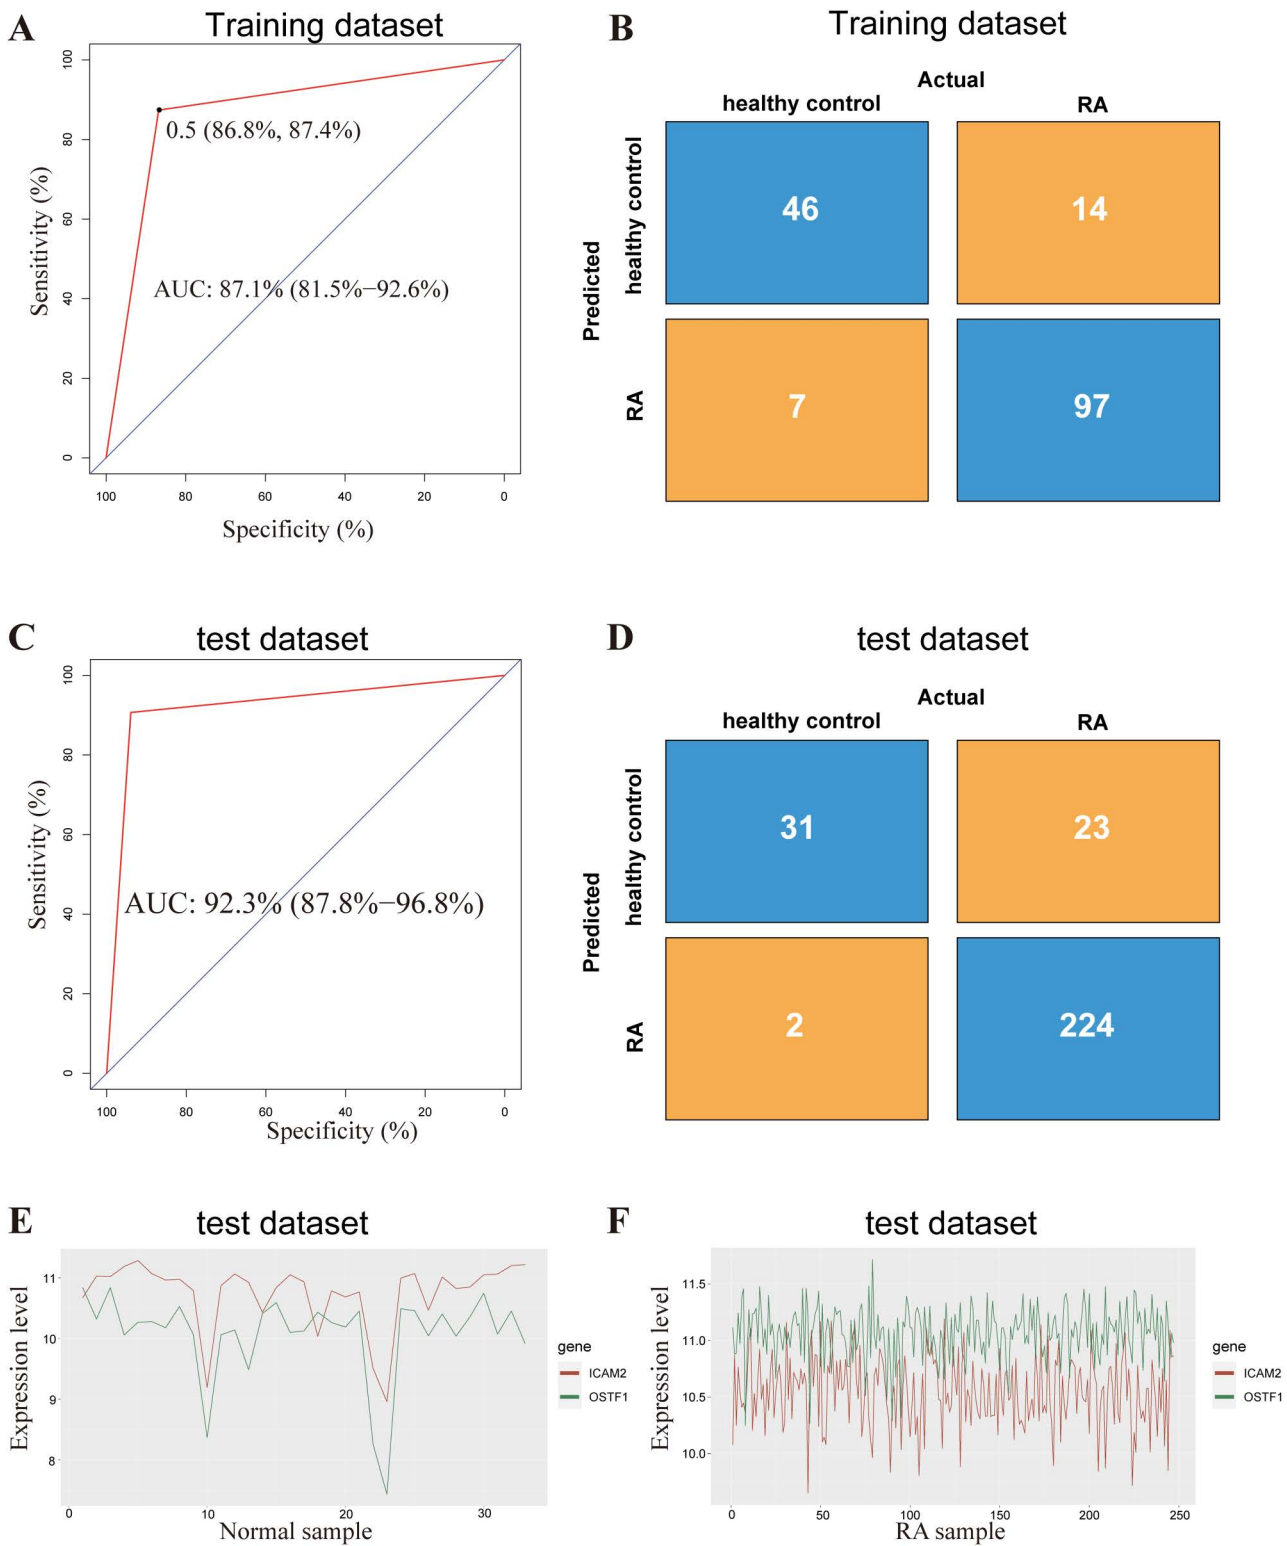 A
Training dataset
100
80
60
40
20
0
Sensitivity (%)
0.5 (86.8%, 87.4%)
AUC: 87.1% (81.5%−92.6%)
100 80 60 40 20 0
Specificity (%)
B
Training dataset
Actual
healthy control RA
Predicted
healthy control
46 14
RA
7 97
C
test dataset
100
80
60
40
20
0
Sensitivity (%)
AUC: 92.3% (87.8%−96.8%)
100 80 60 40 20 0
Specificity (%)
D
test dataset
Actual
healthy control RA
Predicted
healthy control
31 23
RA
2 224
E
test dataset
Expression level
11
10
9
8
0 10 20 30
Normal sample
gene
ICAM2
OSTF1
F
test dataset
Expression level
11.5
11.0
10.5
10.0
0 50 100 150 200 250
RA sample
gene
ICAM2
OSTF1